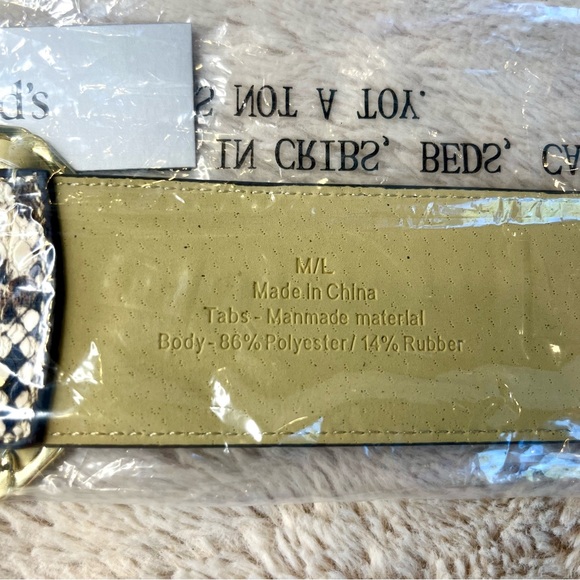 d's
S NOT A TOY.
IN CRIBS, BEDS, CA
M/L
Made In China
Tabs - Manmade material
Body - 86% Polyester / 14% Rubber